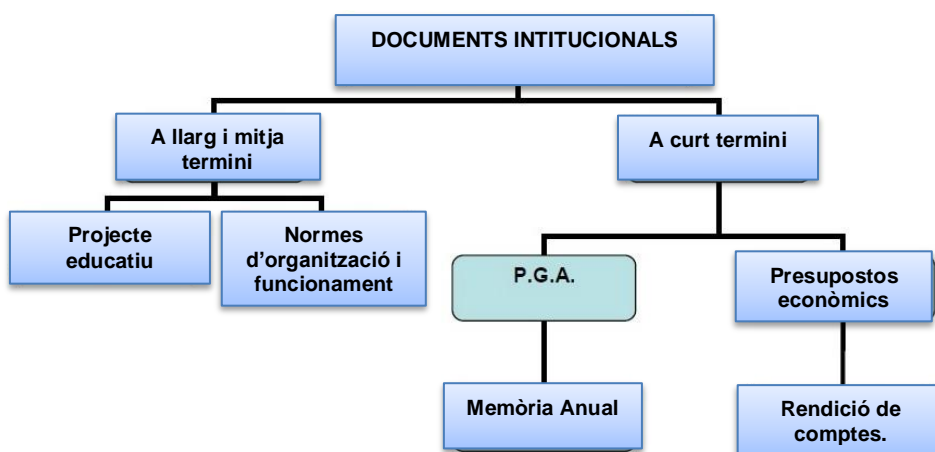 DOCUMENTS INTITUCIONALS
A llarg i mitja
termini
A curt termini
Projecte
educatiu
Normes
d'organització i
funcionament
P.G.A.
Presupostos
econòmics
Memòria Anual
Rendició de
comptes.